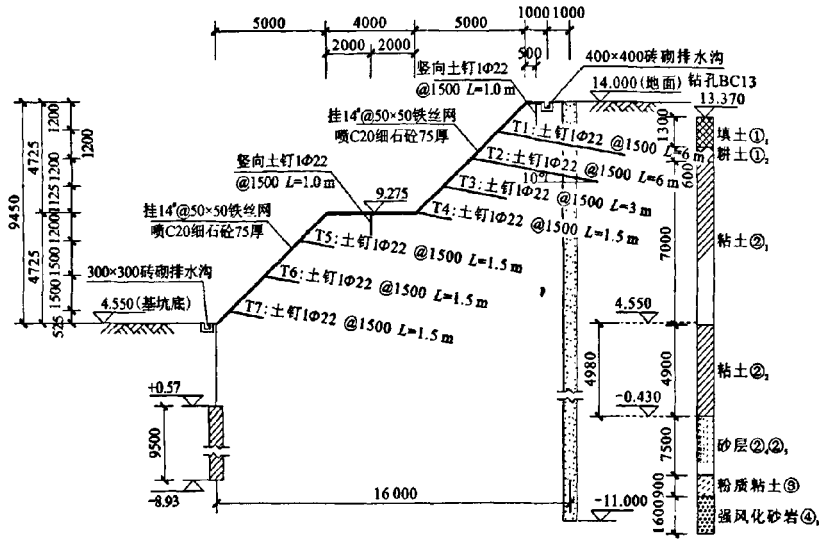 5000
4000
5000
1000
1000
2000
2000
500
400×400砖砌排水沟
竖向土钉1Φ22
@1500 L=1.0 m
14.000(地面)
钻孔BC13
13.370
挂14#@50×50铁丝网
喷C20细石砼75厚
T1:土钉1Φ22 @1500 L=6 m
T2:土钉1Φ22 @1500 L=6 m
10°
T3:土钉1Φ22 @1500 L=3 m
T4:土钉1Φ22 @1500 L=1.5 m
竖向土钉1Φ22
@1500 L=1.0 m
9.275
挂14#@50×50铁丝网
喷C20细石砼75厚
T5:土钉1Φ22 @1500 L=1.5 m
T6:土钉1Φ22 @1500 L=1.5 m
T7:土钉1Φ22 @1500 L=1.5 m
300×300砖砌排水沟
4.550(基坑底)
9450
4725
4725
1200
1200
1200
1125
1200
1500
1500
525
+0.57
9500
-8.93
16000
-11.000
1300
600
7000
4.550
4980
4900
-0.430
7500
900
1600
填土①₁
耕土①₂
粘土②₁
粘土②₂
砂层②₄②₅
粉质粘土③
强风化砂岩④₁